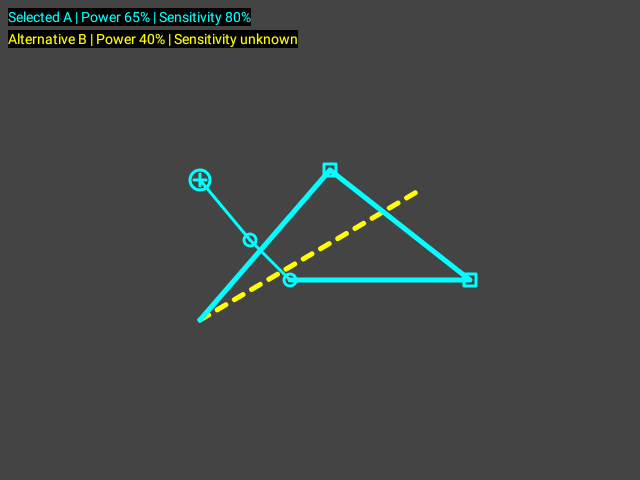 Selected A | Power 65% | Sensitivity 80%
Alternative B | Power 40% | Sensitivity unknown